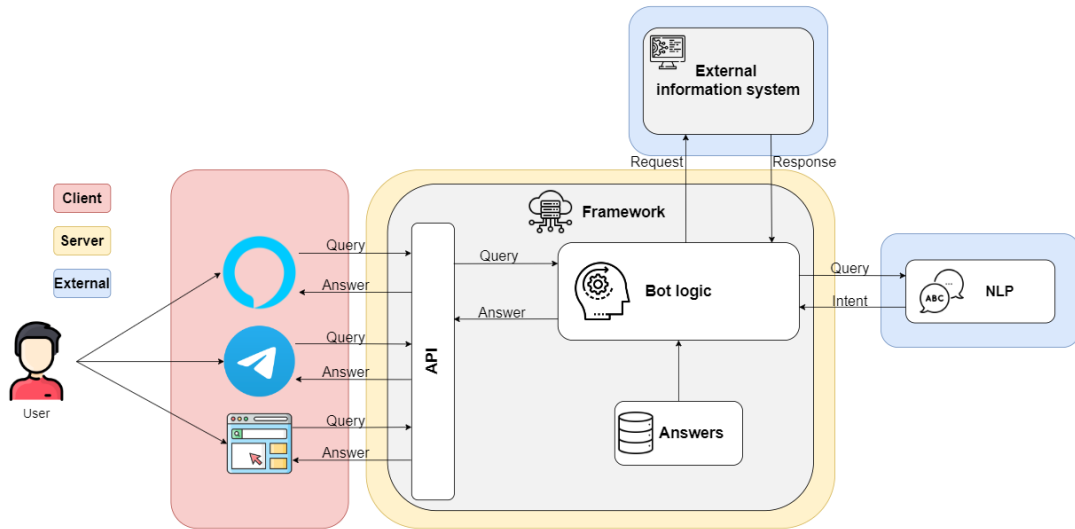 External
information system
Request
Response
Client
Server
External
Framework
Query
Answer
Query
Answer
Query
Answer
API
Query
Answer
Bot logic
Query
Intent
ABC
...
NLP
Answers
User